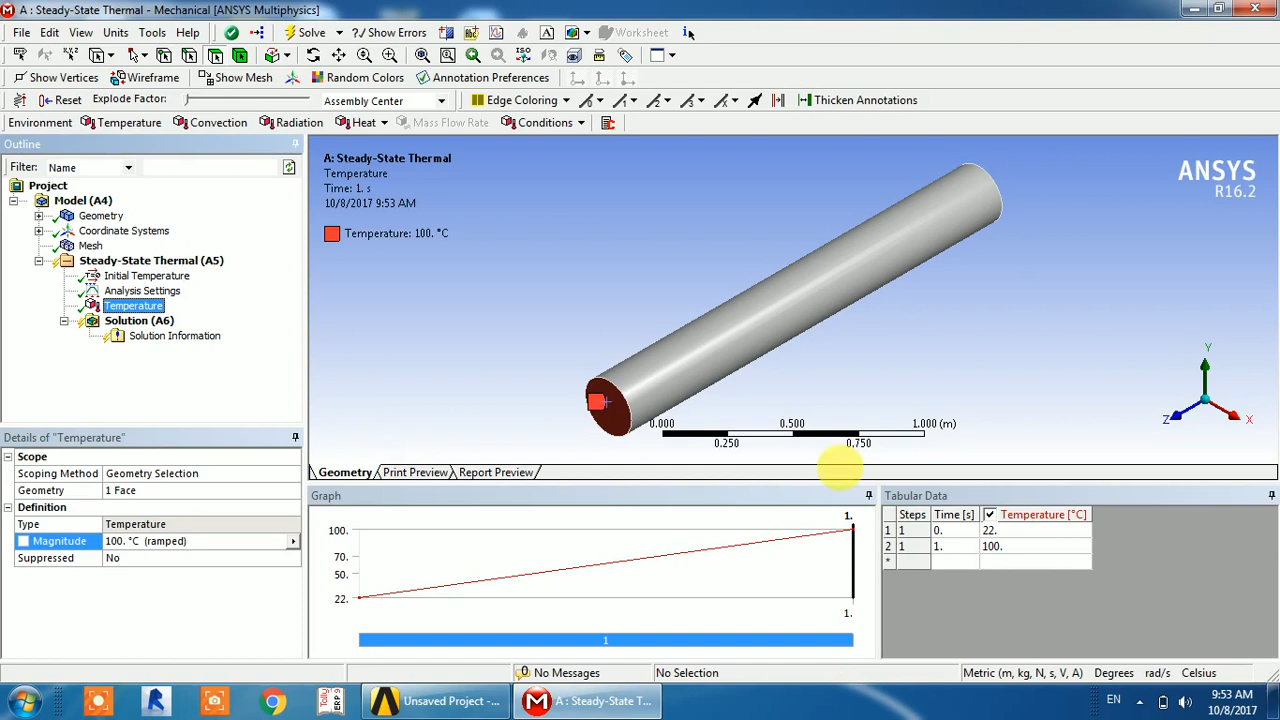 A : Steady-State Thermal - Mechanical [ANSYS Multiphysics]
File Edit View Units Tools Help Solve Show Errors Worksheet
Show Vertices Wireframe Show Mesh Random Colors Annotation Preferences
Reset Explode Factor: Assembly Center Edge Coloring Thicken Annotations
Environment Temperature Convection Radiation Heat Mass Flow Rate Conditions
Outline
Filter: Name
Project
Model (A4)
Geometry
Coordinate Systems
Mesh
Steady-State Thermal (A5)
Initial Temperature
Analysis Settings
Temperature
Solution (A6)
Solution Information
A: Steady-State Thermal
Temperature
Time: 1. s
10/8/2017 9:53 AM
Temperature: 100. °C
ANSYS
R16.2
0.000 0.500 1.000 (m)
0.250 0.750
Y
Z X
Geometry Print Preview Report Preview
Details of "Temperature"
Scope
Scoping Method Geometry Selection
Geometry 1 Face
Definition
Type Temperature
Magnitude 100. °C (ramped)
Suppressed No
Graph
1.
100.
70.
50.
22.
1.
1
Tabular Data
Steps Time [s] Temperature [°C]
1 1 0. 22.
2 1 1. 100.
*
0 No Messages No Selection Metric (m, kg, N, s, V, A) Degrees rad/s Celsius
Tally ERP 9
Unsaved Project -...
A : Steady-State T...
EN
9:53 AM
10/8/2017